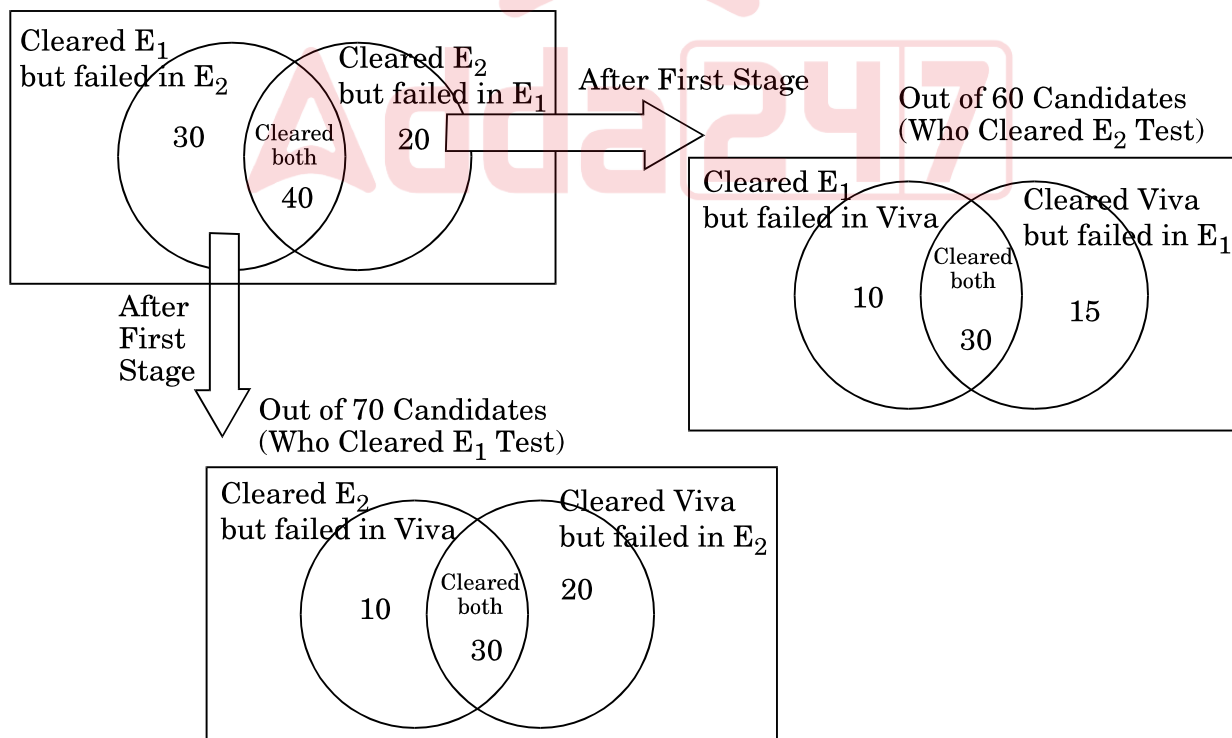 Cleared E1
but failed in E2
Cleared E2
but failed in E1
30
Cleared
both
40
20
After First Stage
Out of 60 Candidates
(Who Cleared E2 Test)
Cleared E1
but failed in Viva
Cleared Viva
but failed in E1
Cleared
both
10
30
15
After
First
Stage
Out of 70 Candidates
(Who Cleared E1 Test)
Cleared E2
but failed in Viva
Cleared Viva
but failed in E2
Cleared
both
10
30
20
Adda247